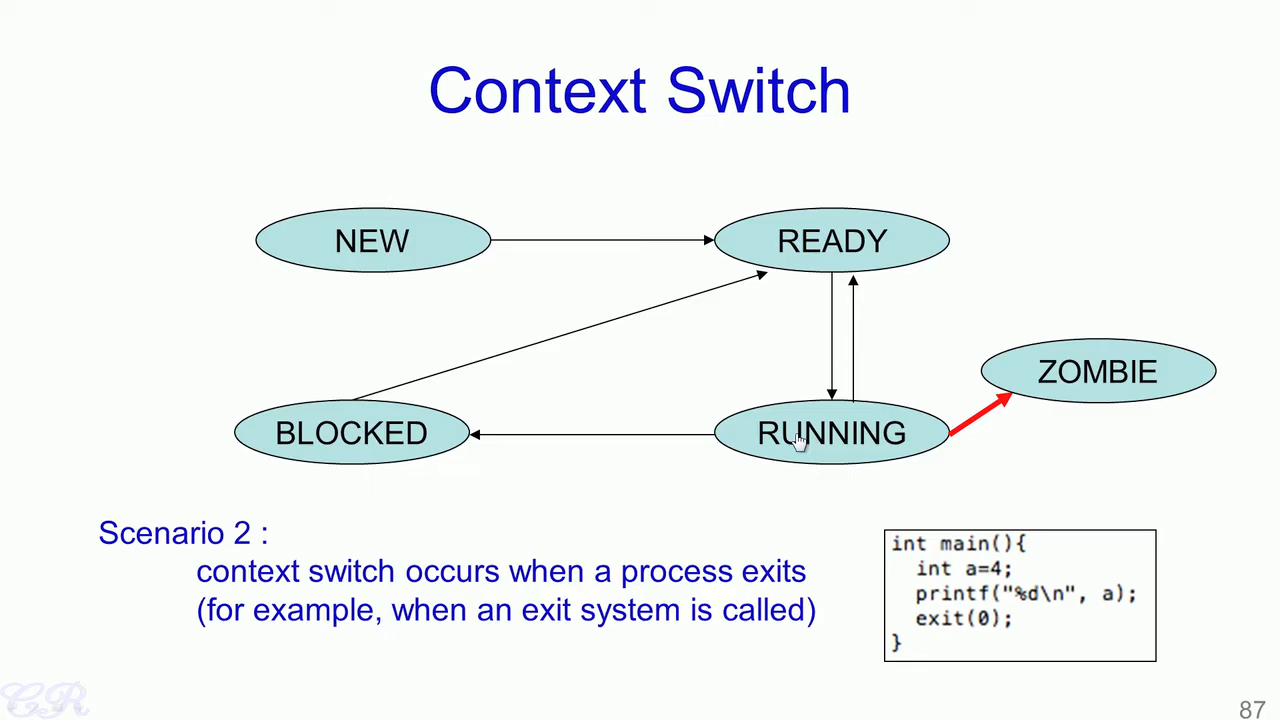 Context Switch
NEW
READY
ZOMBIE
BLOCKED
RUNNING
Scenario 2 :
context switch occurs when a process exits
(for example, when an exit system is called)
int main(){
int a=4;
printf("%d\n", a);
exit(0);
}
CR
87